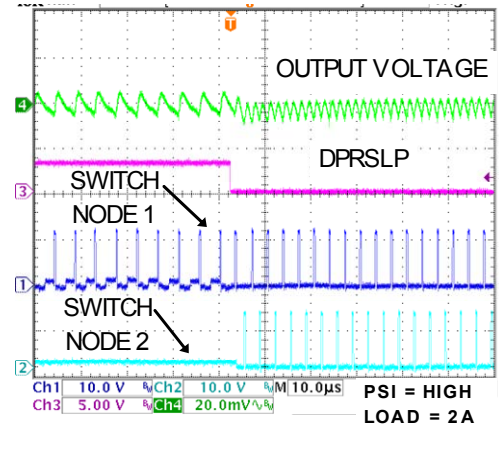 T
OUTPUT VOLTAGE
4
DPRSLP
3
SWITCH
NODE 1
1
SWITCH
NODE 2
2
Ch1 10.0 V Ch2 10.0 V M 10.0µs
Ch3 5.00 V Ch4 20.0mV
PSI = HIGH
LOAD = 2A